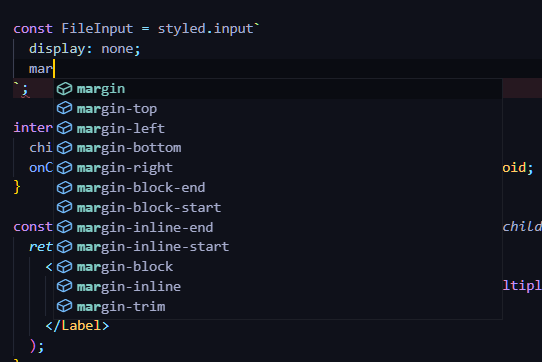 const FileInput = styled.input`
display: none;
mar
`;
margin
margin-top
margin-left
margin-bottom
margin-right
margin-block-end
margin-block-start
margin-inline-end
margin-inline-start
margin-block
margin-inline
margin-trim
inter
chi
onC oid;
}
const child
ret
<
ltipl
</Label>
);